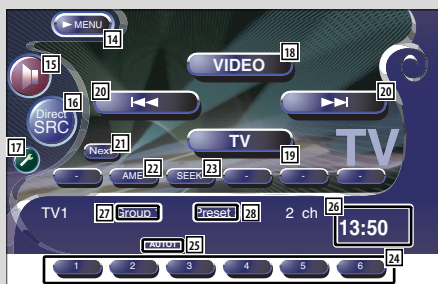 MENU
14
15
VIDEO
18
16
20
20
Direct
SRC
21
TV
17
Next
TV
22
23
19
-
AME
SEEK
-
-
-
26
TV1
27
Group
Preset
28
2 ch
13:50
AUTO1
25
24
1
2
3
4
5
6